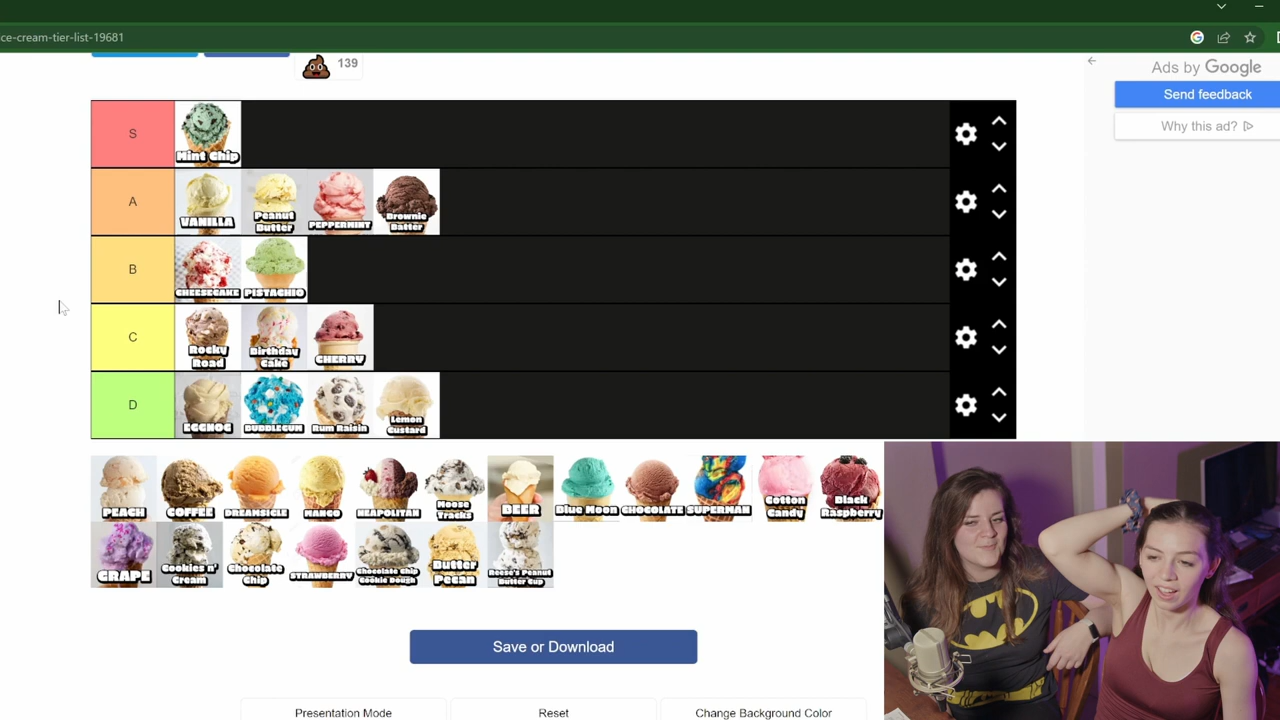 ce-cream-tier-list-19681
139
Ads by Google
Send feedback
Why this ad?
S
Mint Chip
A
VANILLA
Peanut
Butter
PEPPERMINT
Brownie
Batter
B
CHEESECAKE
PISTACHIO
C
Rocky
Road
Birthday
Cake
CHERRY
D
EGGNOG
BUBBLEGUM
Rum Raisin
Lemon
Custard
PEACH
COFFEE
DREAMSICLE
MANGO
NEAPOLITAN
Moose
Tracks
BEER
Blue Moon
CHOCOLATE
SUPERMAN
Cotton
Candy
Black
Raspberry
GRAPE
Cookies n'
Cream
Chocolate
Chip
STRAWBERRY
Chocolate Chip
Cookie Dough
Butter
Pecan
Reese's Peanut
Butter Cup
Save or Download
Presentation Mode
Reset
Change Background Color